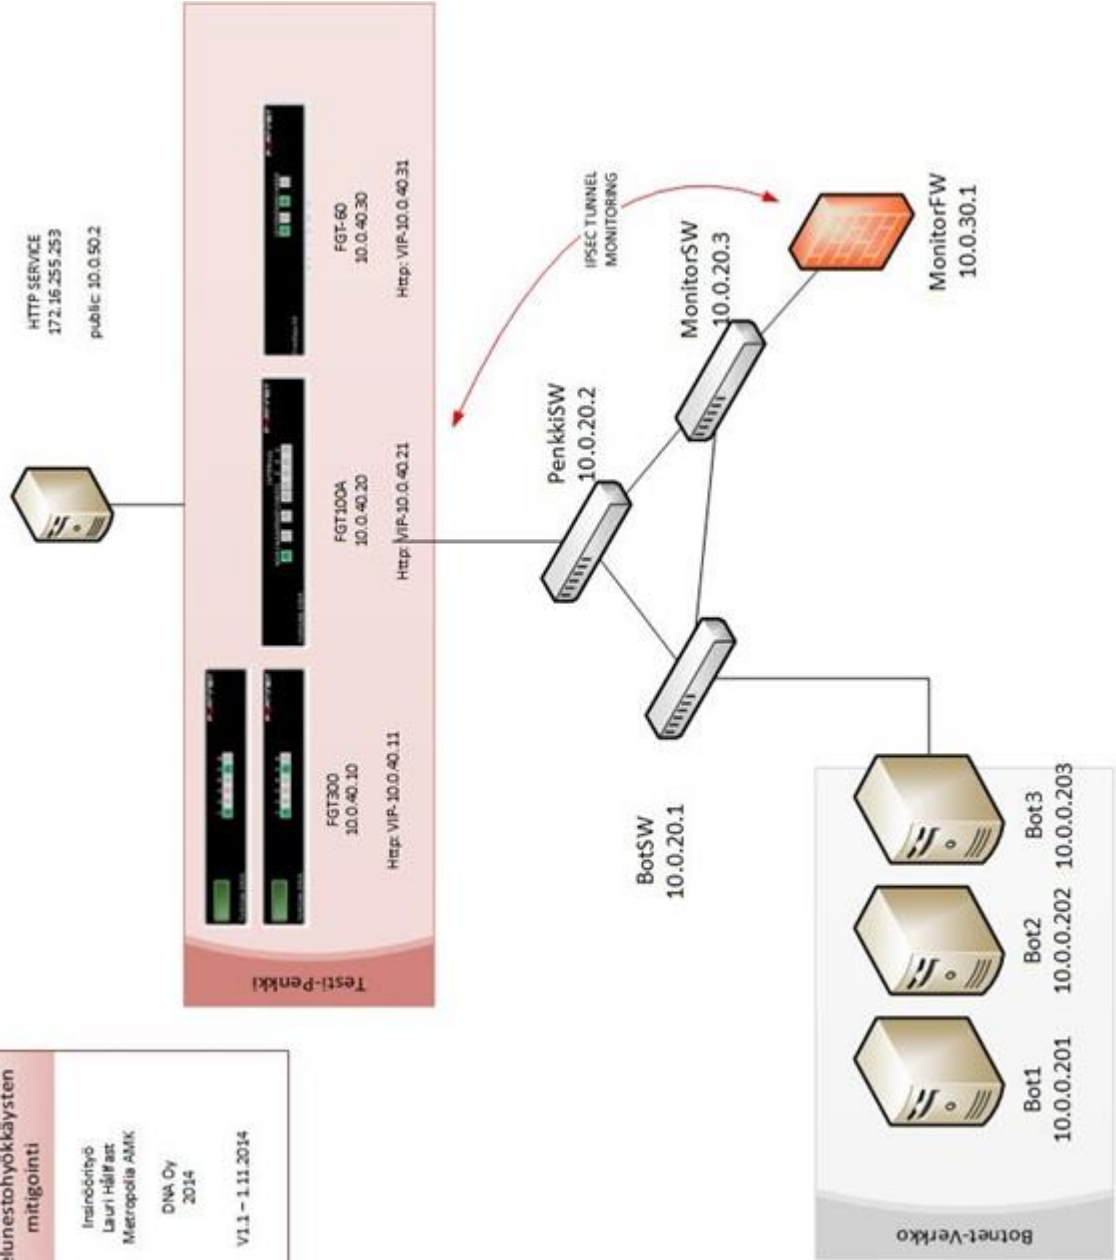 mitigointi
Insinöörityö
Lauri Hällfast
Metropolia AMK
DNA Oy
2014
V1.1 – 1.11.2014
HTTP SERVICE
172.16.255.253
public: 10.0.50.2
Testi-Penkki
FGT300
10.0.40.10
Http: VIP-10.0.40.11
FGT100A
10.0.40.20
Http: VIP-10.0.40.21
FGT-60
10.0.40.30
Http: VIP-10.0.40.31
IPSEC TUNNEL
MONITORING
PenkkiSW
10.0.20.2
MonitorSW
10.0.20.3
MonitorFW
10.0.30.1
BotSW
10.0.20.1
Botnet-Verkko
Bot1
10.0.0.201
Bot2
10.0.0.202
Bot3
10.0.0.203